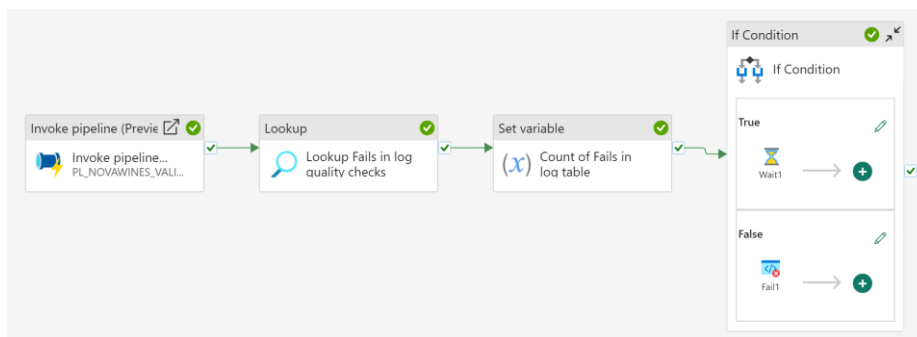 Invoke pipeline (Previe
Invoke pipeline...
PL_NOVAWINES_VALI...
Lookup
Lookup Fails in log
quality checks
Set variable
(x)
Count of Fails in
log table
If Condition
If Condition
True
Wait1
False
Fail1